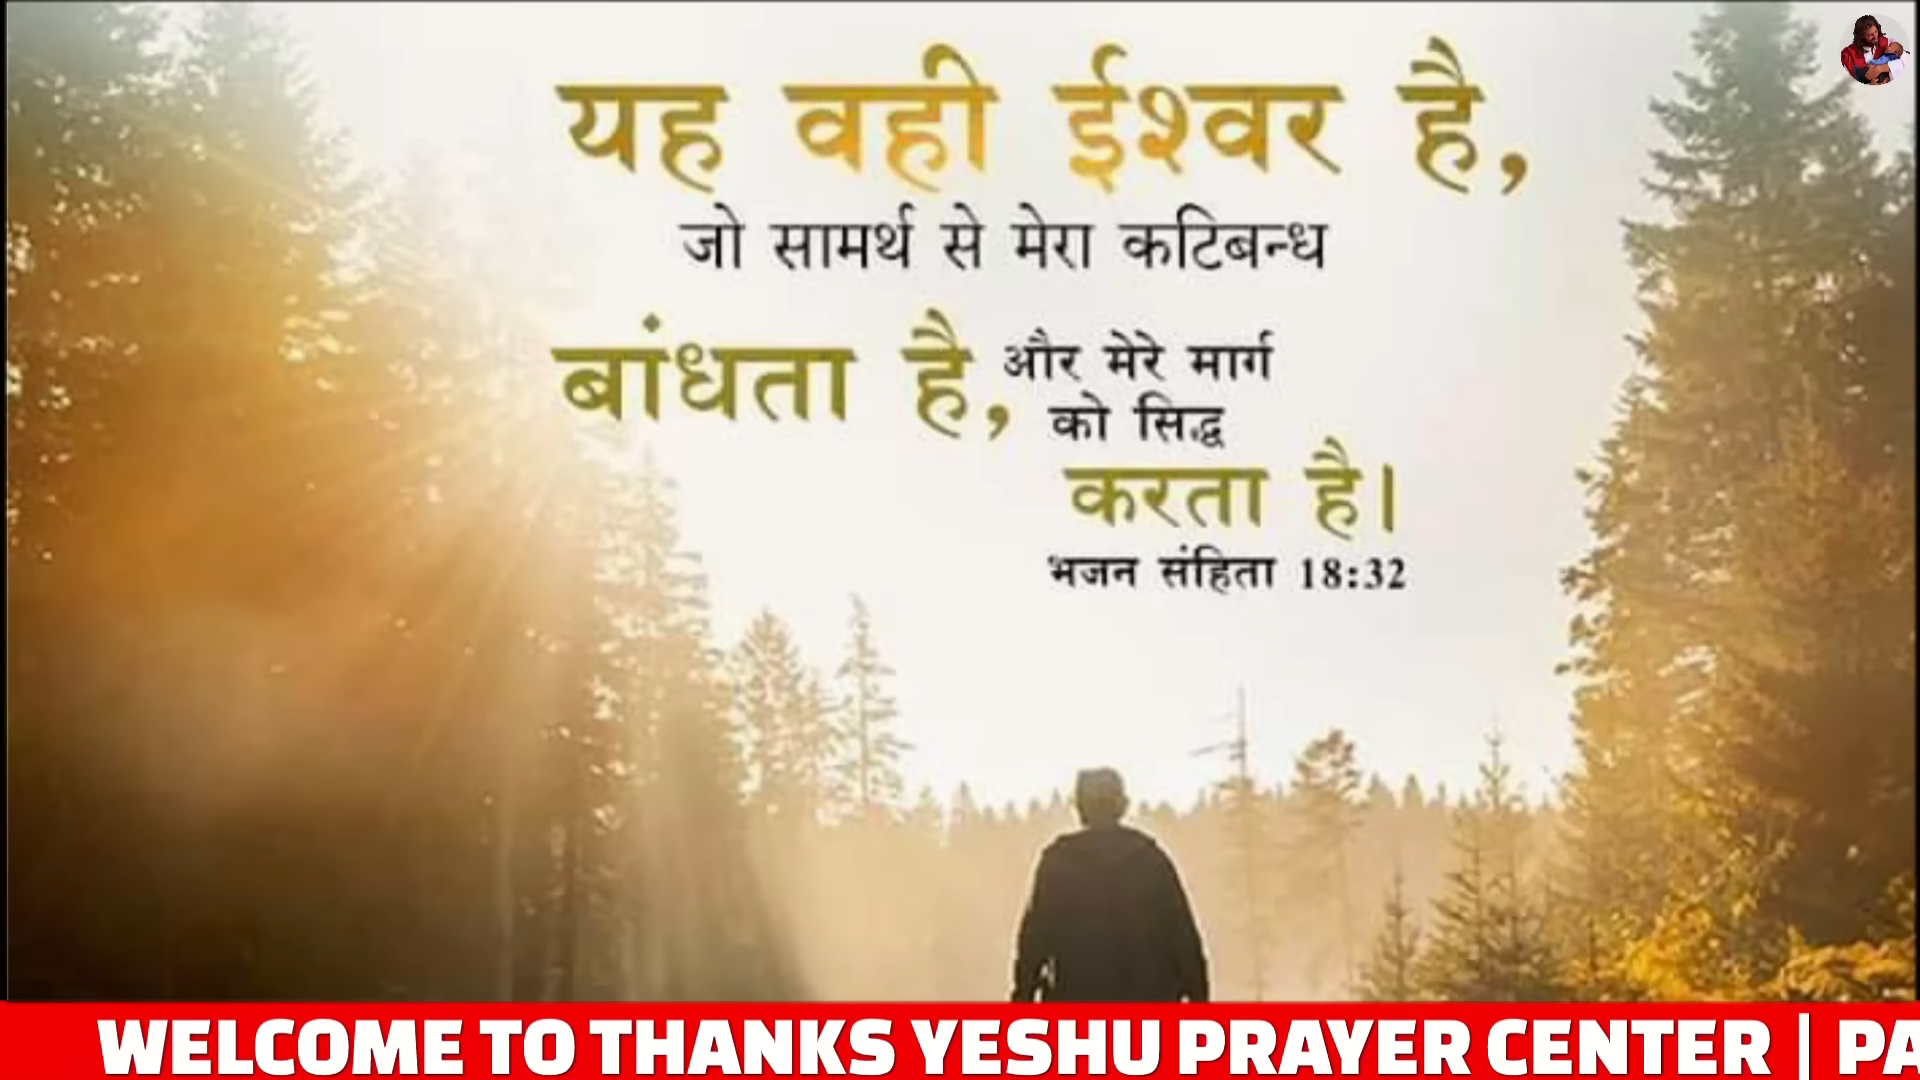 यह वही ईश्वर है,
जो सामर्थ से मेरा कटिबन्ध
बांधता है, और मेरे मार्ग
को सिद्ध
करता है।
भजन संहिता 18:32
WELCOME TO THANKS YESHU PRAYER CENTER | PA